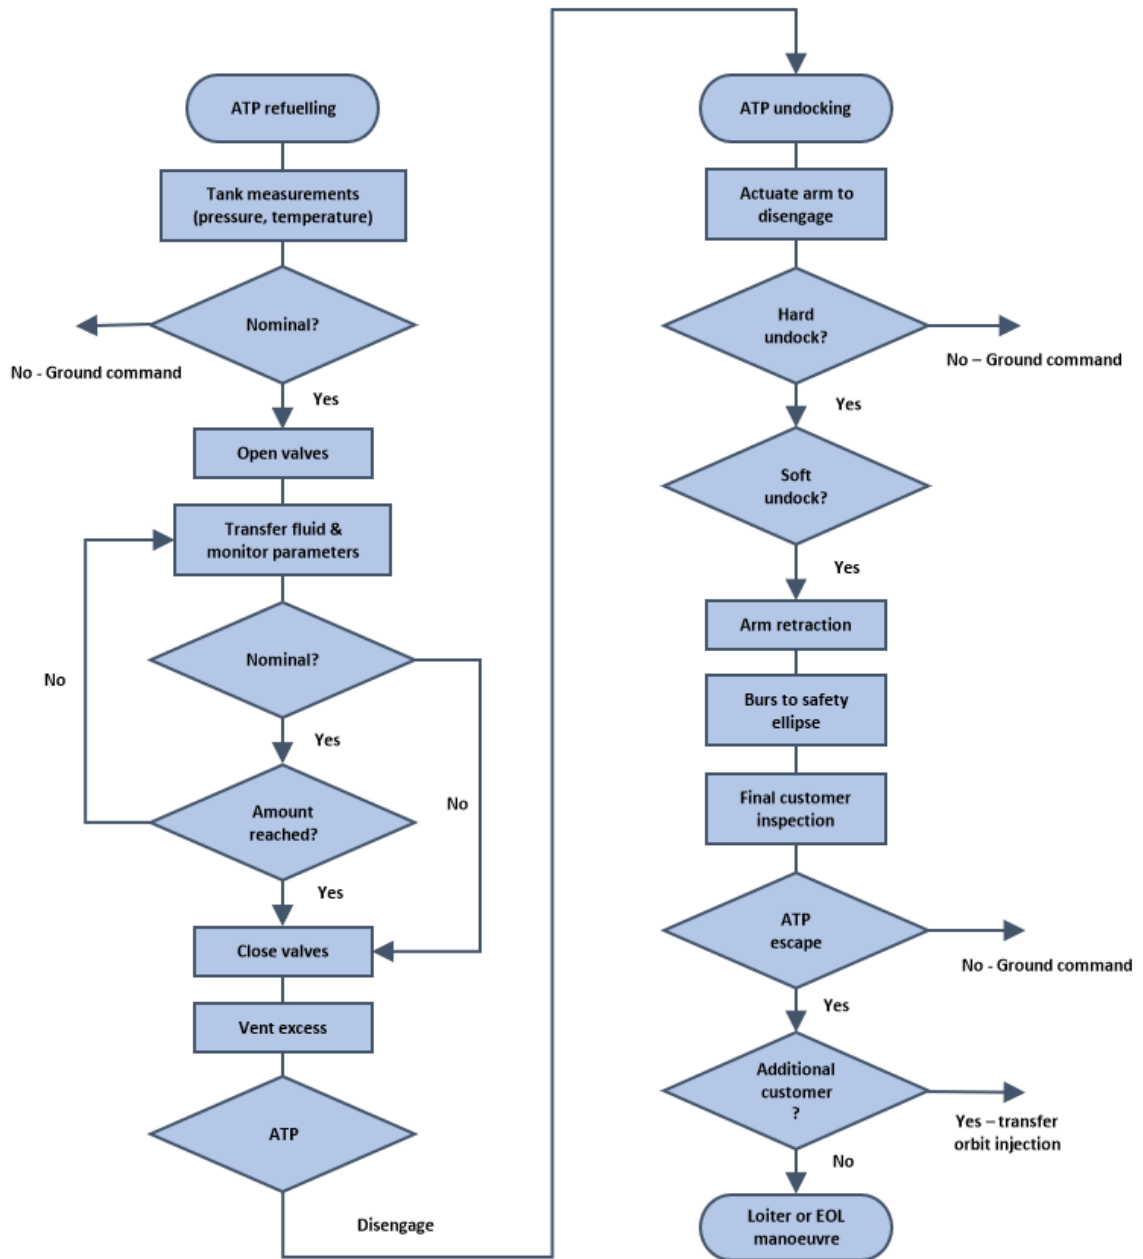 ATP refuelling
Tank measurements
(pressure, temperature)
Nominal?
No - Ground command
Yes
Open valves
Transfer fluid &
monitor parameters
Nominal?
No
Yes
Amount
reached?
No
Yes
Close valves
Vent excess
ATP
Disengage
ATP undocking
Actuate arm to
disengage
Hard
undock?
No – Ground command
Yes
Soft
undock?
Yes
Arm retraction
Burs to safety
ellipse
Final customer
inspection
ATP
escape
No - Ground command
Yes
Additional
customer
?
Yes – transfer
orbit injection
No
Loiter or EOL
manoeuvre